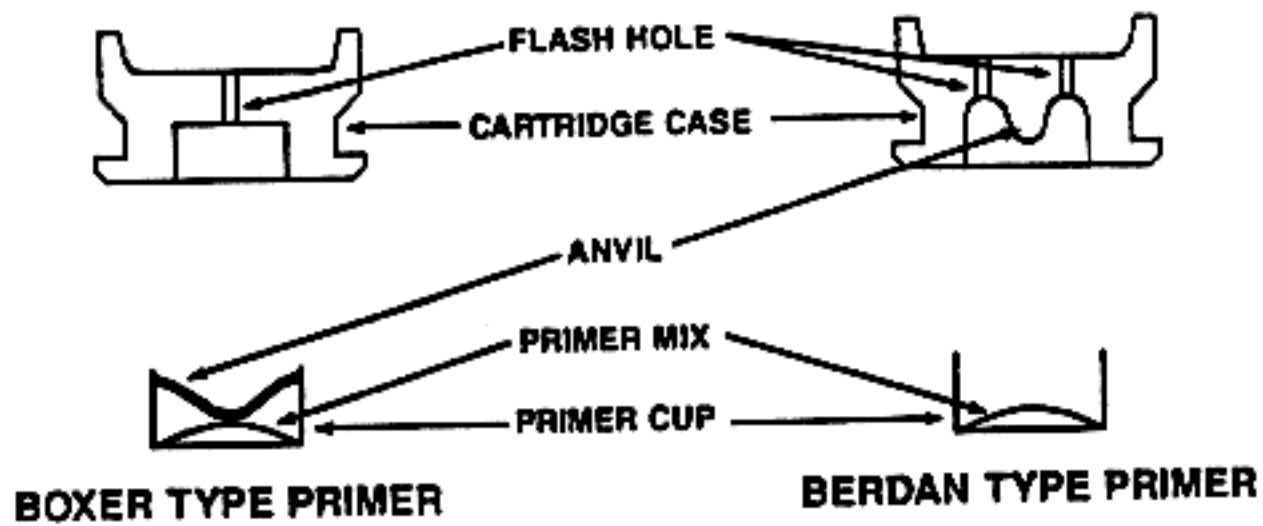 FLASH HOLE
CARTRIDGE CASE
ANVIL
PRIMER MIX
PRIMER CUP
BOXER TYPE PRIMER
BERDAN TYPE PRIMER